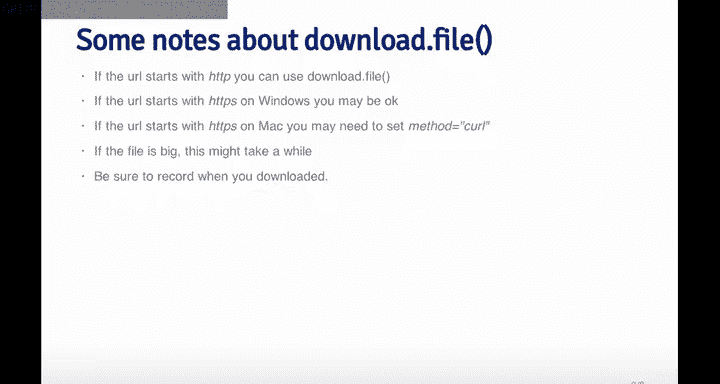 Some notes about download.file()
· If the url starts with http you can use download.file()
· If the url starts with https on Windows you may be ok
· If the url starts with https on Mac you may need to set method="curl"
· If the file is big, this might take a while
· Be sure to record when you downloaded.